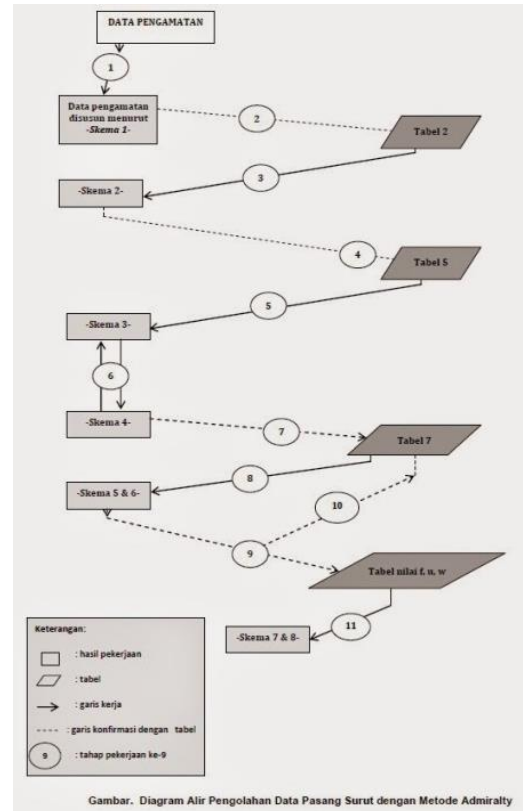 DATA PENGAMATAN
1
Data pengamatan
disusun menurut
-Skema 1-
2
Tabel 2
3
-Skema 2-
4
Tabel 5
5
-Skema 3-
6
-Skema 4-
7
Tabel 7
8
-Skema 5 & 6-
10
9
Tabel nilai f, u, w
11
-Skema 7 & 8-
Keterangan:
: hasil pekerjaan
: tabel
: garis kerja
: garis konfirmasi dengan tabel
9 : tahap pekerjaan ke-9
Gambar. Diagram Alir Pengolahan Data Pasang Surut dengan Metode Admiralty